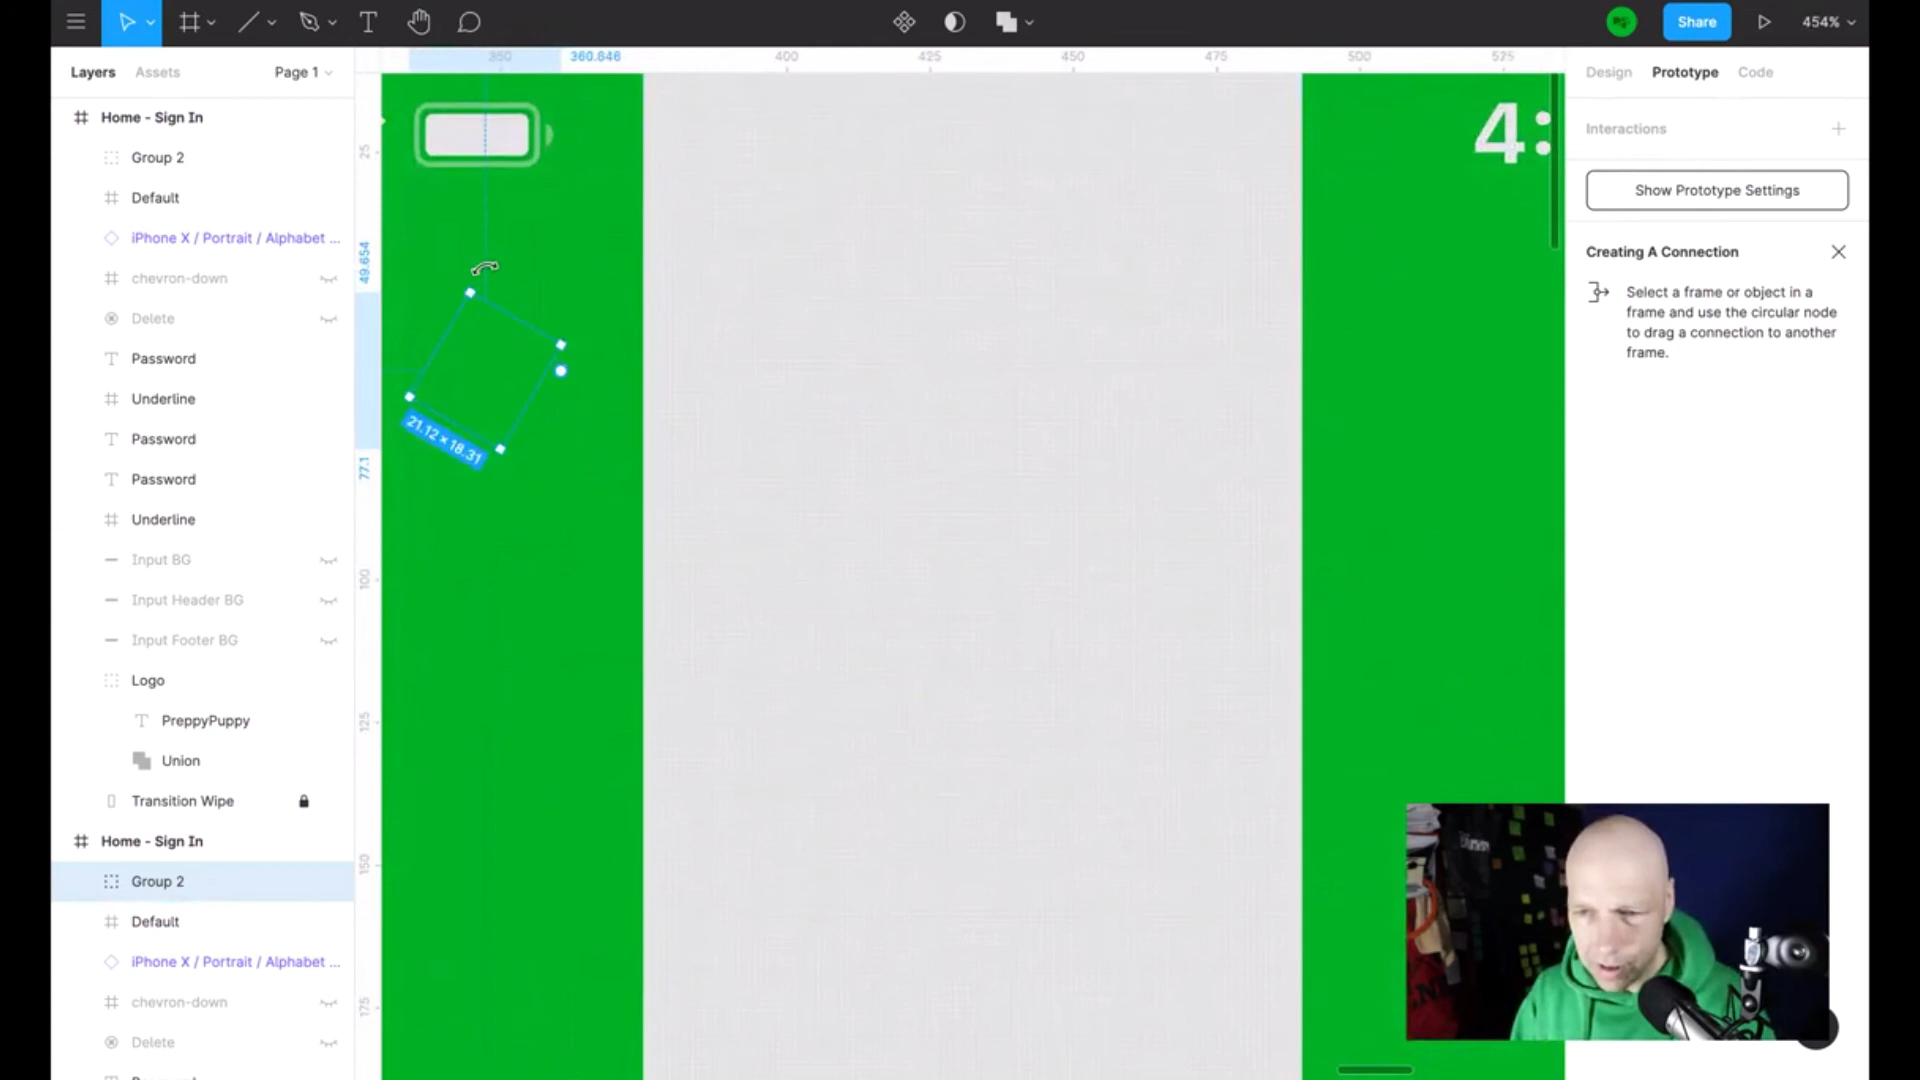 Share
454%
Layers
Assets
Page 1
350
360.846
400
425
450
475
500
525
Design
Prototype
Code
Home - Sign In
Group 2
Default
iPhone X / Portrait / Alphabet ...
chevron-down
Delete
Password
Underline
Password
Password
Underline
Input BG
Input Header BG
Input Footer BG
Logo
PreppyPuppy
Union
Transition Wipe
Home - Sign In
Group 2
Default
iPhone X / Portrait / Alphabet ...
chevron-down
Delete
25
49.654
77.1
100
125
150
175
21.12 × 18.31
4:
Interactions
Show Prototype Settings
Creating A Connection
Select a frame or object in a
frame and use the circular node
to drag a connection to another
frame.